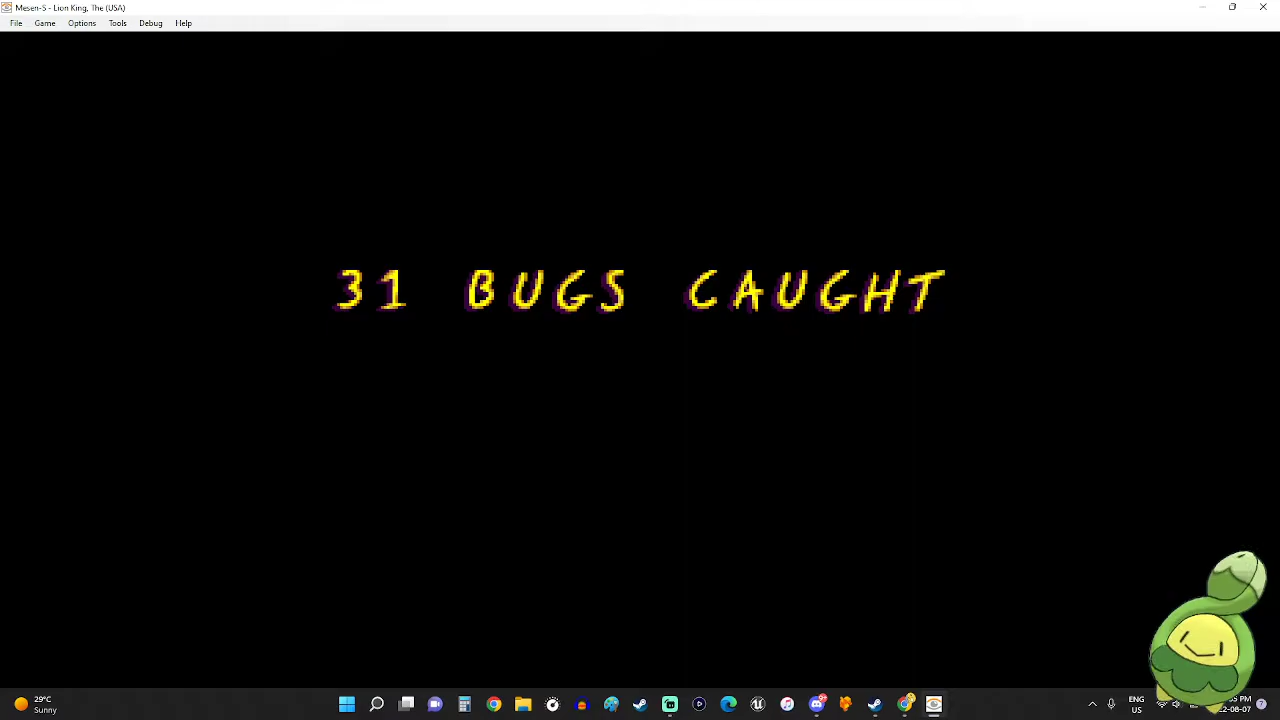 Mesen-S - Lion King, The (USA)
File Game Options Tools Debug Help
31 BUGS CAUGHT
29°C
Sunny
ENG
US